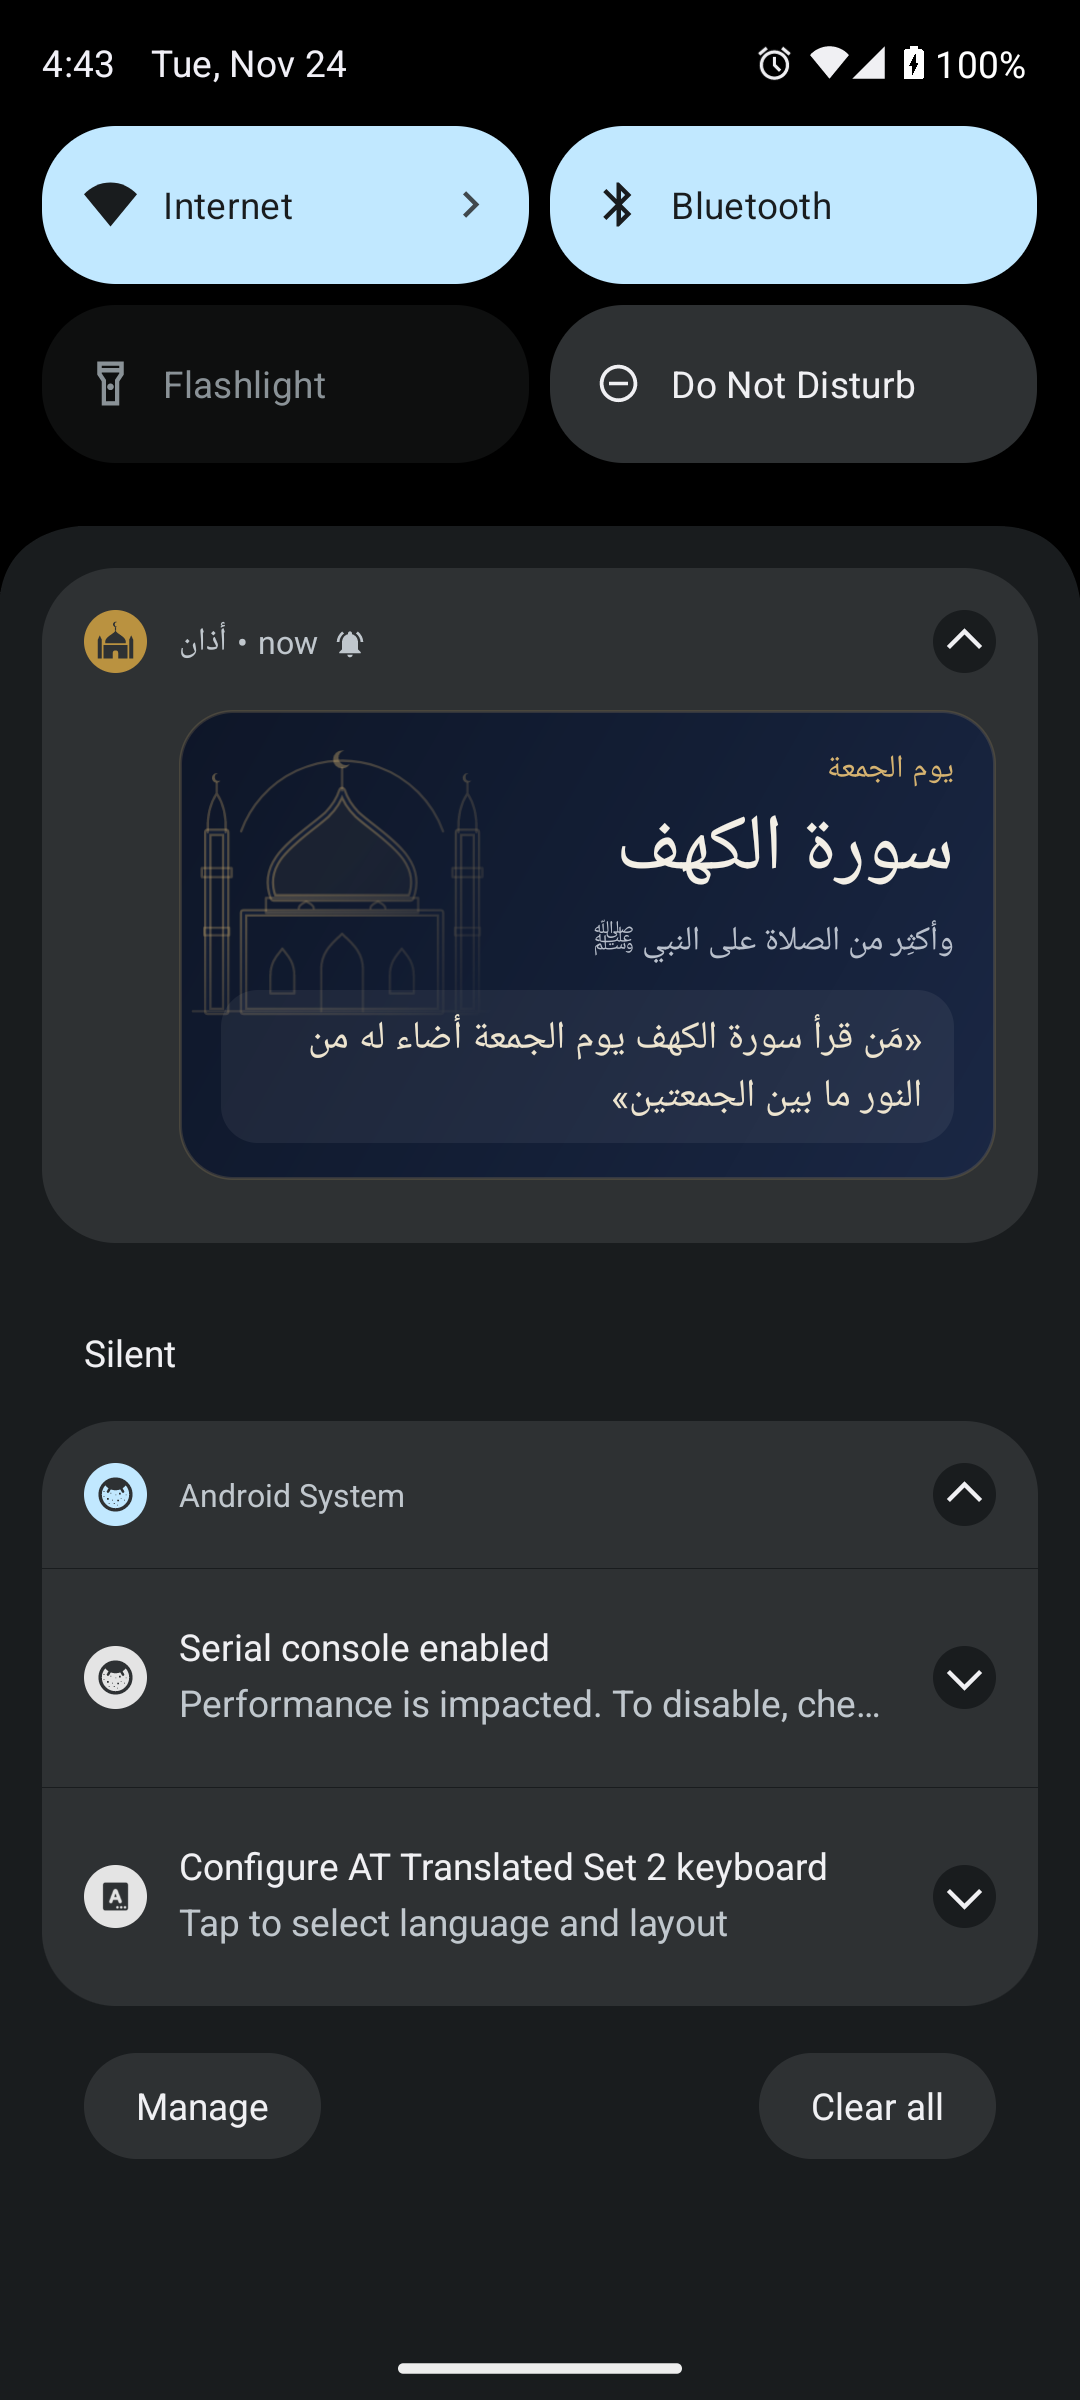 4:43 Tue, Nov 24 100%
Internet
Bluetooth
Flashlight
Do Not Disturb
أذان • now
يوم الجمعة
سورة الكهف
وأكثِر من الصلاة على النبي ﷺ
«مَن قرأ سورة الكهف يوم الجمعة أضاء له من
النور ما بين الجمعتين»
Silent
Android System
Serial console enabled
Performance is impacted. To disable, che…
Configure AT Translated Set 2 keyboard
Tap to select language and layout
Manage
Clear all